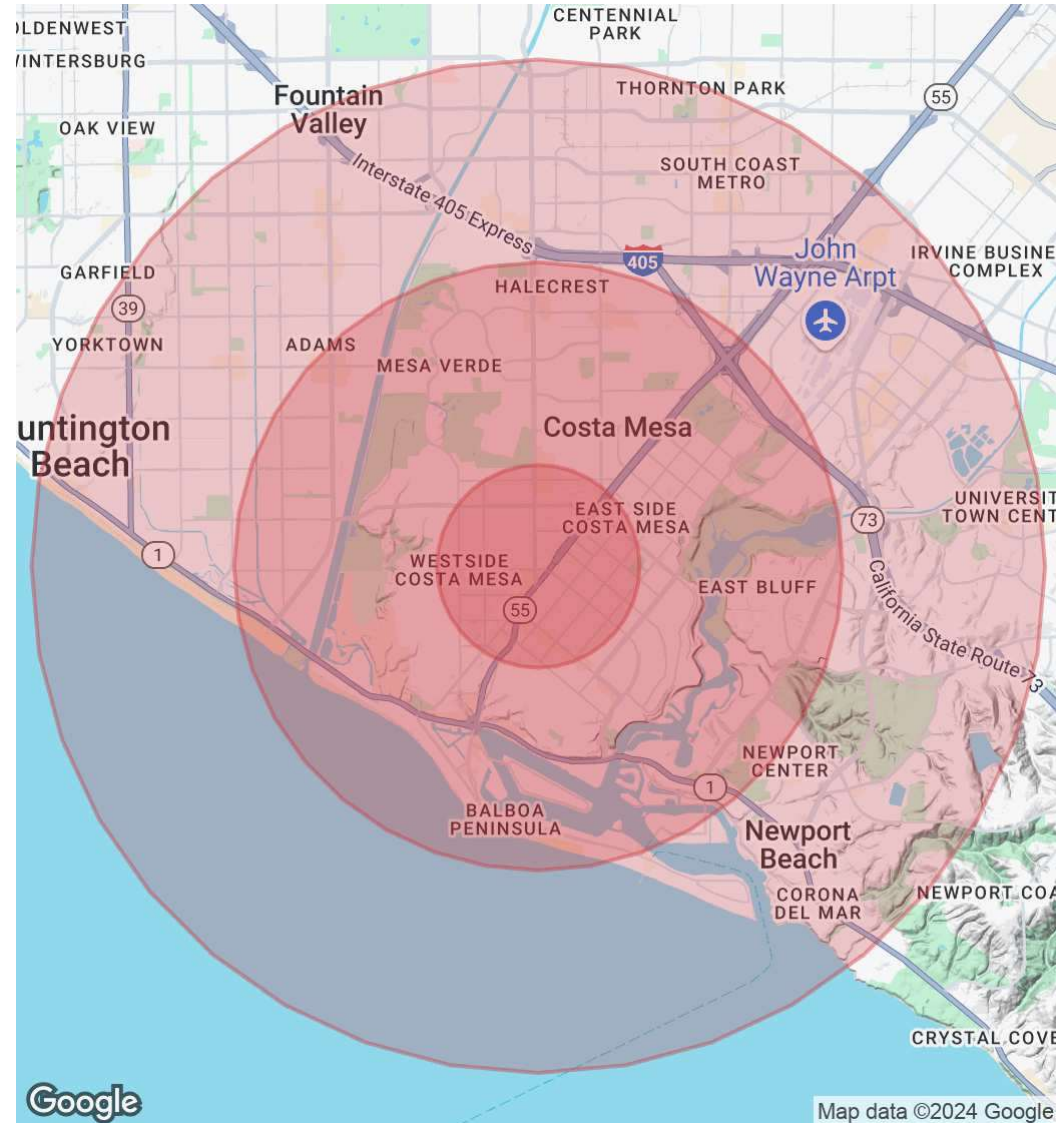 CENTENNIAL
PARK
OLDENWEST
WINTERSBURG
THORNTON PARK
55
Fountain
Valley
OAK VIEW
SOUTH COAST
METRO
Interstate 405 Express
John
Wayne Arpt
IRVINE BUSINE
COMPLEX
405
GARFIELD
HALECREST
39
YORKTOWN
ADAMS
MESA VERDE
Costa Mesa
untington
Beach
UNIVERSIT
TOWN CENT
EAST SIDE
COSTA MESA
73
1
WESTSIDE
COSTA MESA
EAST BLUFF
55
California State Route 73
NEWPORT
CENTER
1
BALBOA
PENINSULA
Newport
Beach
CORONA
DEL MAR
NEWPORT COA
CRYSTAL COVE
Google
Map data ©2024 Google